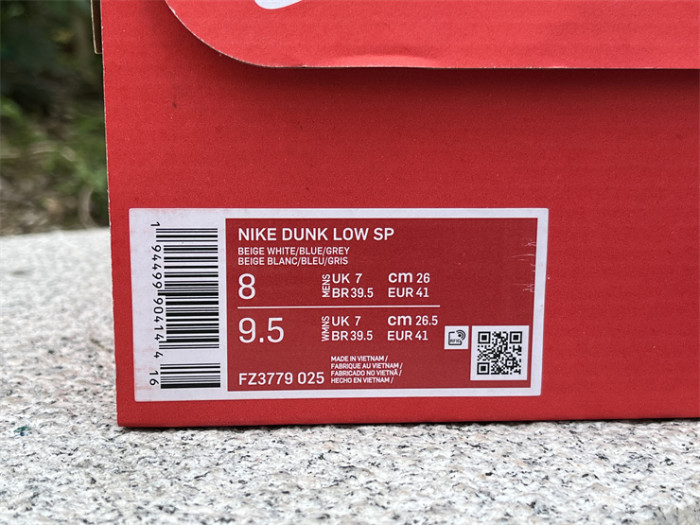 NIKE DUNK LOW SP
BEIGE WHITE/BLUE/GREY
BEIGE BLANC/BLEU/GRIS
8 MENS UK 7 cm 26
BR 39.5 EUR 41
9.5 WMNS UK 7 cm 26.5
BR 39.5 EUR 41
FZ3779 025
MADE IN VIETNAM /
FABRIQUE AU VIETNAM /
FABRICADO NO VIETNÃ /
HECHO EN VIETNAM /
1 94499 90414 4 16